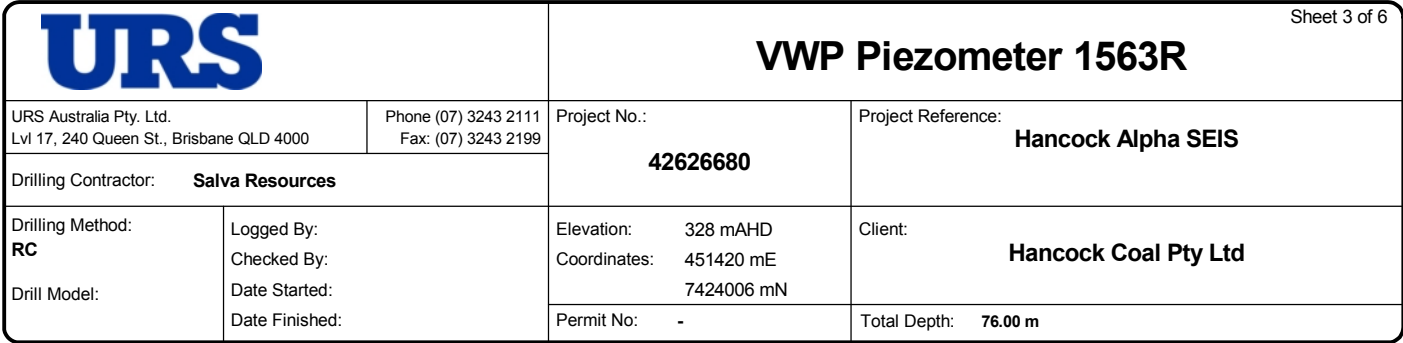 URS
Sheet 3 of 6
VWP Piezometer 1563R
URS Australia Pty. Ltd.
Lvl 17, 240 Queen St., Brisbane QLD 4000
Phone (07) 3243 2111
Fax: (07) 3243 2199
Drilling Contractor: Salva Resources
Project No.:
42626680
Project Reference:
Hancock Alpha SEIS
Drilling Method:
RC
Drill Model:
Logged By:
Checked By:
Date Started:
Date Finished:
Elevation: 328 mAHD
Coordinates: 451420 mE
7424006 mN
Permit No: -
Client:
Hancock Coal Pty Ltd
Total Depth: 76.00 m